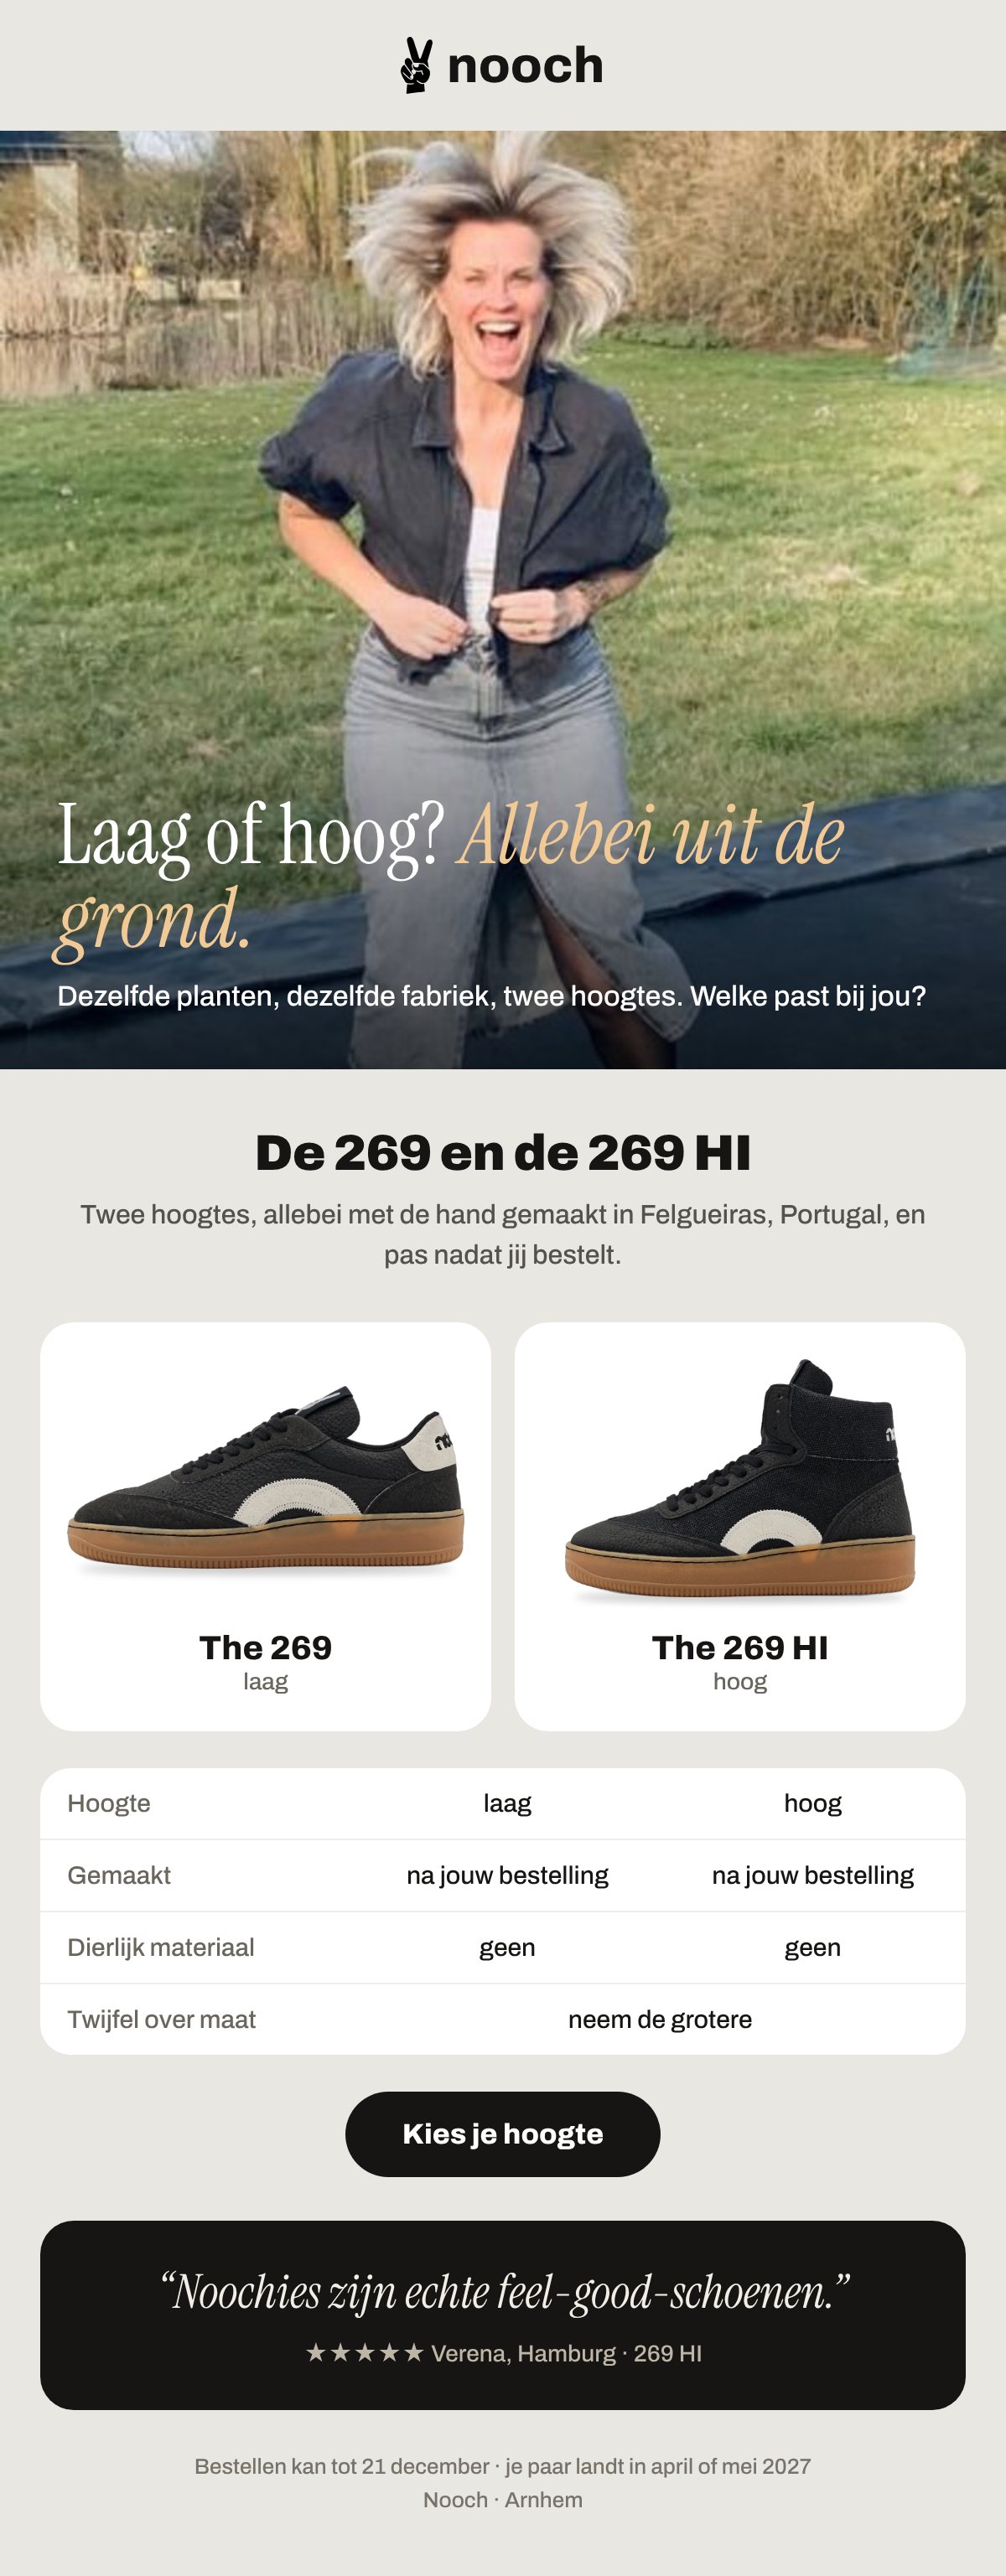 nooch
Laag of hoog? Allebei uit de
grond.
Dezelfde planten, dezelfde fabriek, twee hoogtes. Welke past bij jou?
De 269 en de 269 HI
Twee hoogtes, allebei met de hand gemaakt in Felgueiras, Portugal, en
pas nadat jij bestelt.
The 269
laag
The 269 HI
hoog
Hoogte laag hoog
Gemaakt na jouw bestelling na jouw bestelling
Dierlijk materiaal geen geen
Twijfel over maat neem de grotere
Kies je hoogte
“Noochies zijn echte feel-good-schoenen.”
★★★★★ Verena, Hamburg · 269 HI
Bestellen kan tot 21 december · je paar landt in april of mei 2027
Nooch · Arnhem